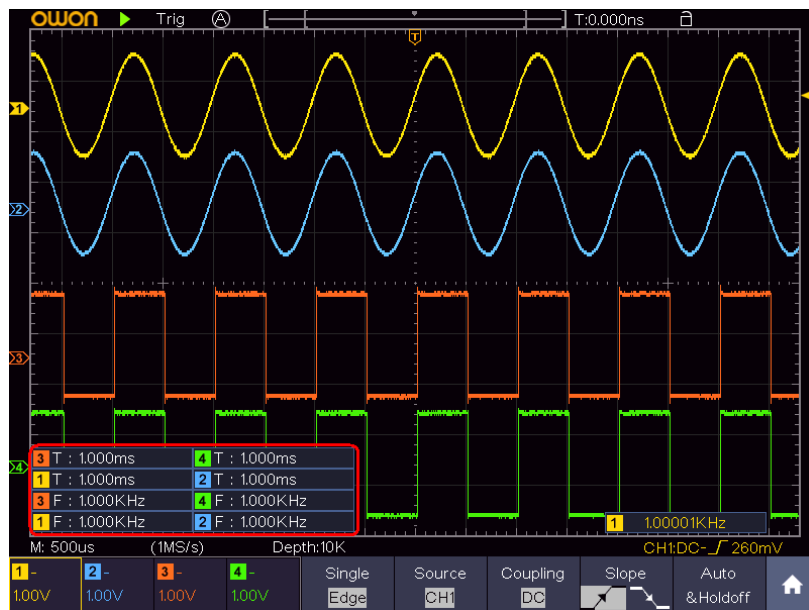 OWON Trig A T:0.000ns
T
1
2
3
4
3 T : 1.000ms 4 T : 1.000ms
1 T : 1.000ms 2 T : 1.000ms
3 F : 1.000KHz 4 F : 1.000KHz
1 F : 1.000KHz 2 F : 1.000KHz
1 1.00001KHz
M: 500us (1MS/s) Depth:10K CH1:DC- 260mV
1 - 2 - 3 - 4 - Single Source Coupling Slope Auto
1.00V 1.00V 1.00V 1.00V Edge CH1 DC &Holdoff